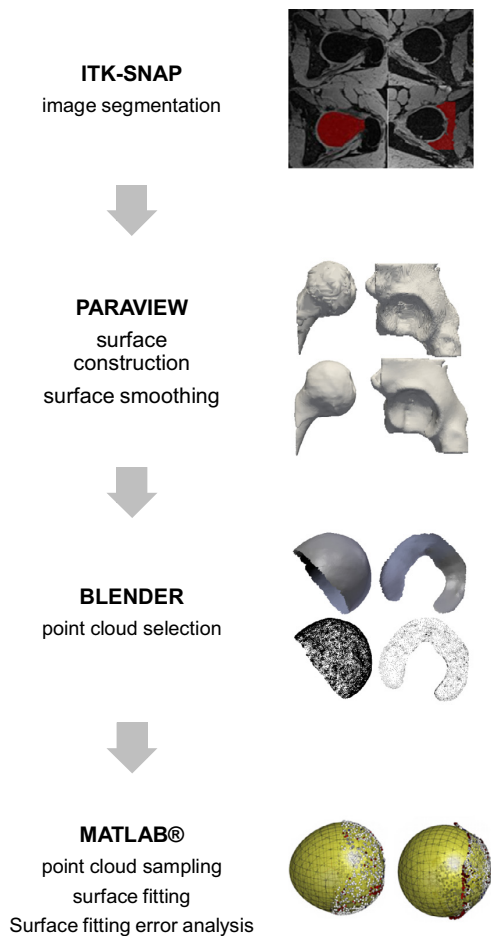 ITK-SNAP
image segmentation
PARAVIEW
surface
construction
surface smoothing
BLENDER
point cloud selection
MATLAB®
point cloud sampling
surface fitting
Surface fitting error analysis